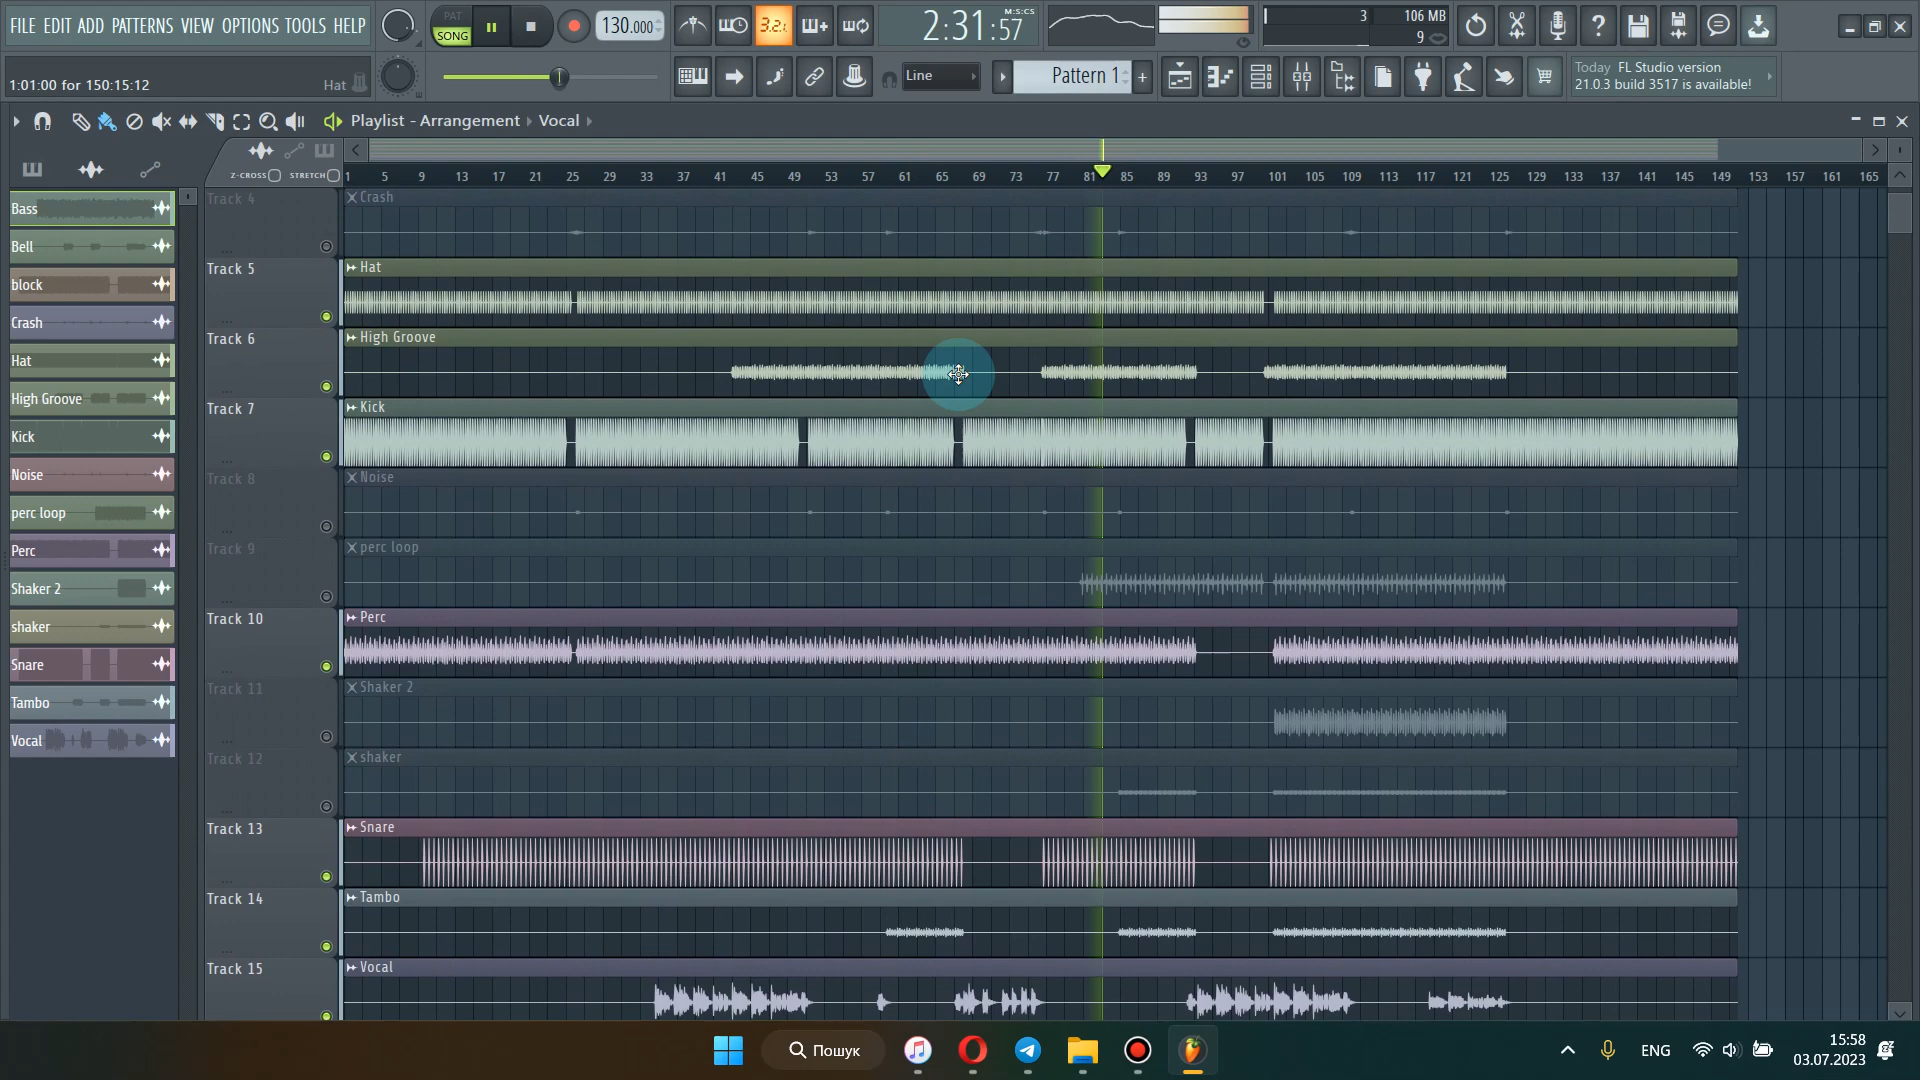 FILE EDIT ADD PATTERNS VIEW OPTIONS TOOLS HELP
PAT
SONG
130.000
3.2.
2:31:57
M:S:CS
3
106 MB
9
1:01:00 for 150:15:12
Hat
Line
Pattern 1
+
Today FL Studio version
21.0.3 build 3517 is available!
Playlist - Arrangement Vocal
Z-CROSS STRETCH
1 5 9 13 17 21 25 29 33 37 41 45 49 53 57 61 65 69 73 77 81 85 89 93 97 101 105 109 113 117 121 125 129 133 137 141 145 149 153 157 161 165
Bass
Bell
block
Crash
Hat
High Groove
Kick
Noise
perc loop
Perc
Shaker 2
shaker
Snare
Tambo
Vocal
Track 4
Crash
Track 5
Hat
Track 6
High Groove
Track 7
Kick
Track 8
Noise
Track 9
perc loop
Track 10
Perc
Track 11
Shaker 2
Track 12
shaker
Track 13
Snare
Track 14
Tambo
Track 15
Vocal
Пошук
ENG
15:58
03.07.2023